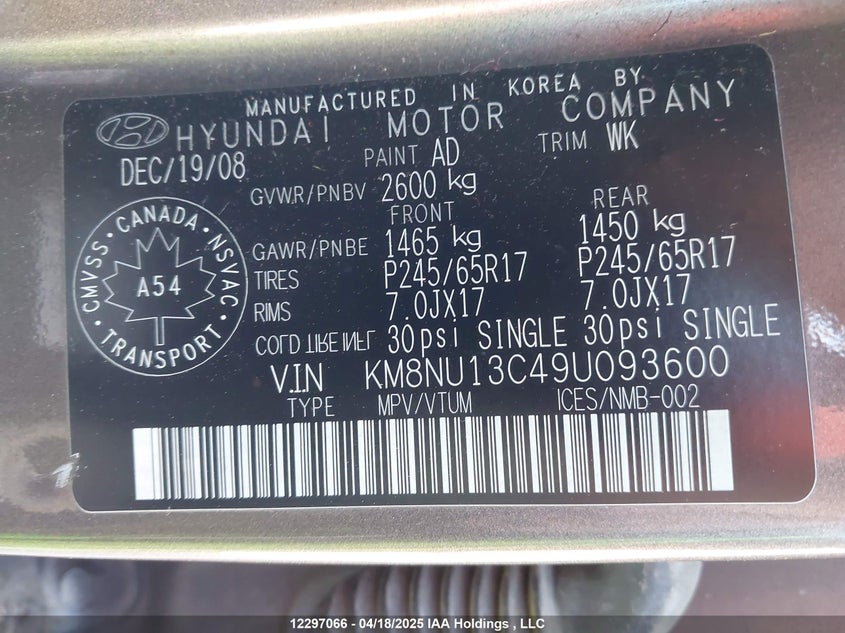 MANUFACTURED IN KOREA BY
HYUNDAI MOTOR COMPANY
DEC/19/08 PAINT AD TRIM WK
GVWR/PNBV 2600 kg
FRONT REAR
GAWR/PNBE 1465 kg 1450 kg
TIRES P245/65R17 P245/65R17
RIMS 7.0JX17 7.0JX17
COLD TIRE INFL 30psi SINGLE 30psi SINGLE
V.I.N KM8NU13C49U093600
TYPE MPV/VTUM ICES/NMB-002
CANADA
CMVSS NSVAC
A54
TRANSPORT
12297066 - 04/18/2025 IAA Holdings , LLC